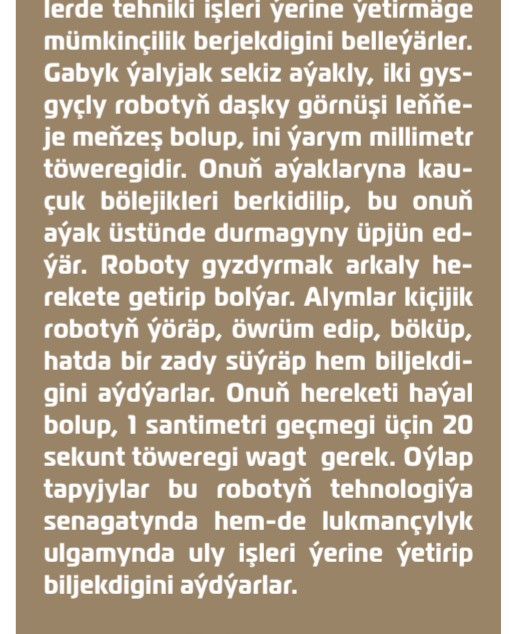 lerde tehniki işleri ýerine ýetirmäge
mümkinçilik berjekdigini belleýärler.
Gabyk ýalyjak sekiz aýakly, iki gys-
gyçly robotyň daşky görnüşi leňňe-
je meňzeş bolup, ini ýarym millimetr
töweregidir. Onuň aýaklaryna kau-
çuk bölejikleri berkidilip, bu onuň
aýak üstünde durmagyny üpjün ed-
ýär. Roboty gyzdyrmak arkaly he-
rekete getirip bolýar. Alymlar kiçijik
robotyň ýöräp, öwrüm edip, böküp,
hatda bir zady süýräp hem biljekdi-
gini aýdýarlar. Onuň hereketi haýal
bolup, 1 santimetri geçmegi üçin 20
sekunt töweregi wagt gerek. Oýlap
tapyjylar bu robotyň tehnologiýa
senagatynda hem-de lukmançylyk
ulgamynda uly işleri ýerine ýetirip
biljekdigini aýdýarlar.